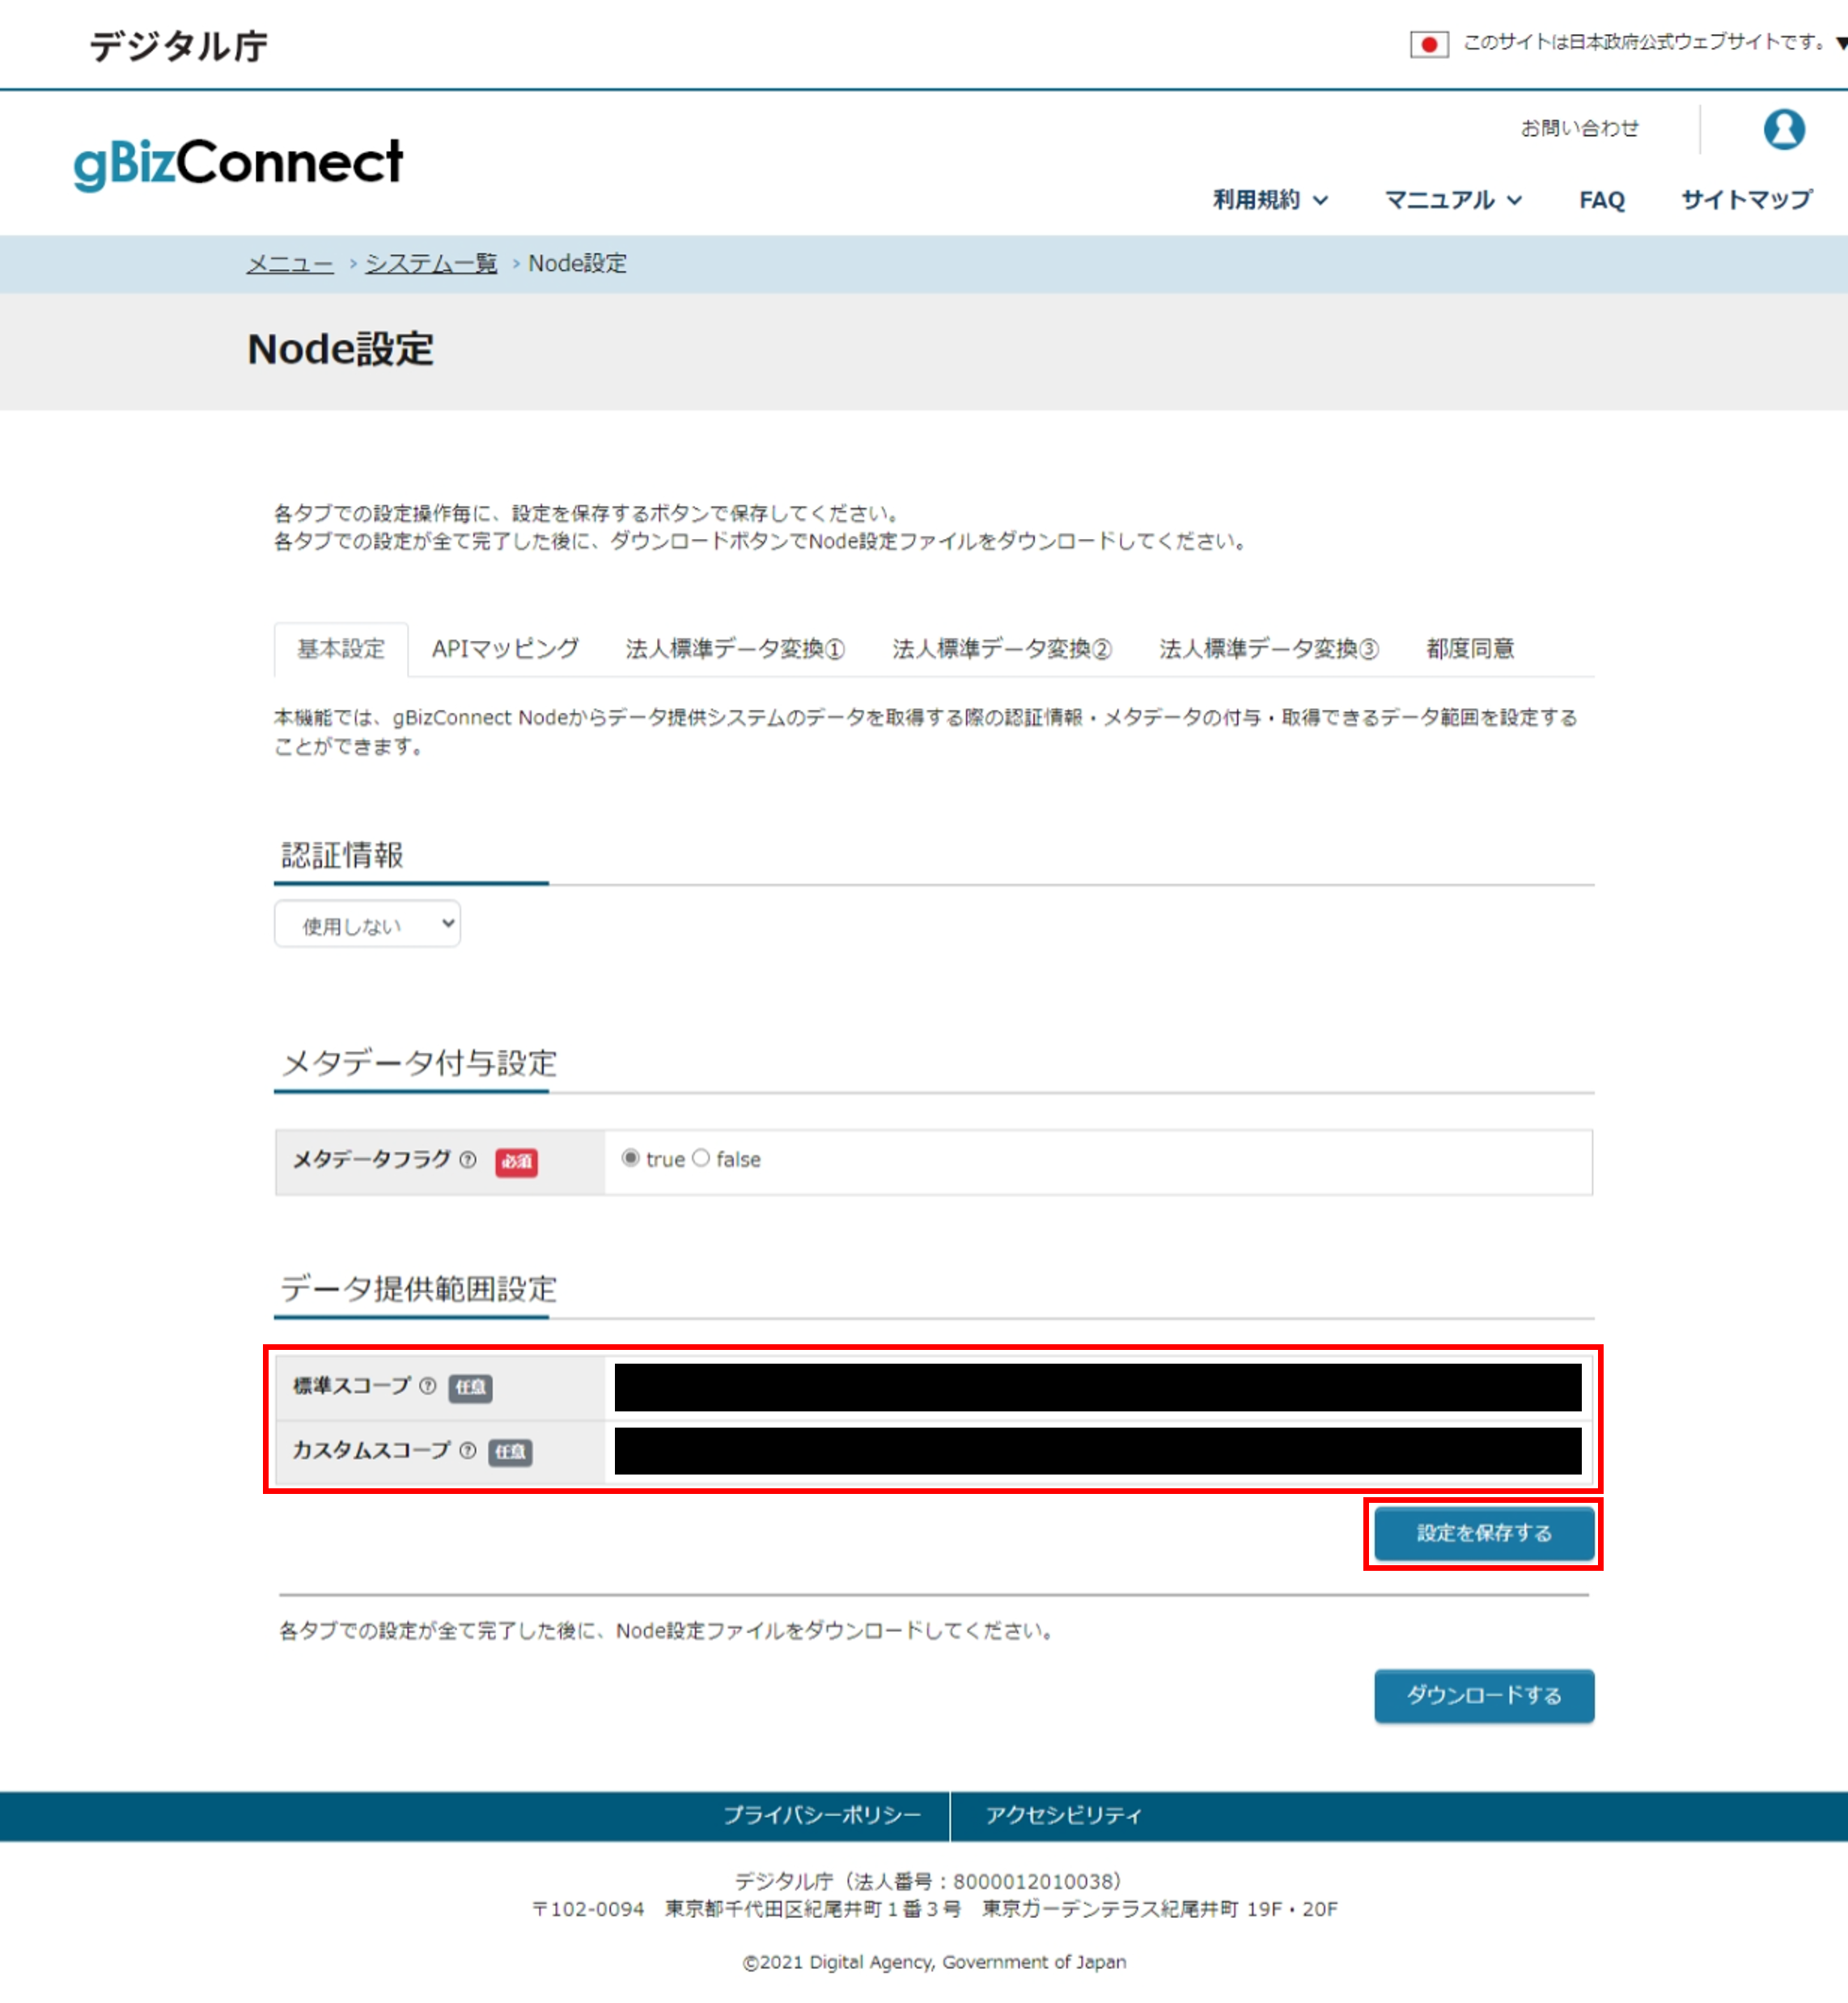 デジタル庁
このサイトは日本政府公式ウェブサイトです。 ▼
お問い合わせ
gBizConnect
利用規約 マニュアル FAQ サイトマップ
メニュー > システム一覧 > Node設定
Node設定
各タブでの設定操作毎に、設定を保存するボタンで保存してください。
各タブでの設定が全て完了した後に、ダウンロードボタンでNode設定ファイルをダウンロードしてください。
基本設定 APIマッピング 法人標準データ変換① 法人標準データ変換② 法人標準データ変換③ 都度同意
本機能では、gBizConnect Nodeからデータ提供システムのデータを取得する際の認証情報・メタデータの付与・取得できるデータ範囲を設定する
ことができます。
認証情報
使用しない
メタデータ付与設定
メタデータフラグ ? 必須 true false
データ提供範囲設定
標準スコープ ? 任意
カスタムスコープ ? 任意
設定を保存する
各タブでの設定が全て完了した後に、Node設定ファイルをダウンロードしてください。
ダウンロードする
プライバシーポリシー アクセシビリティ
デジタル庁（法人番号：8000012010038）
〒102-0094 東京都千代田区紀尾井町１番３号 東京ガーデンテラス紀尾井町 19F・20F
©2021 Digital Agency, Government of Japan